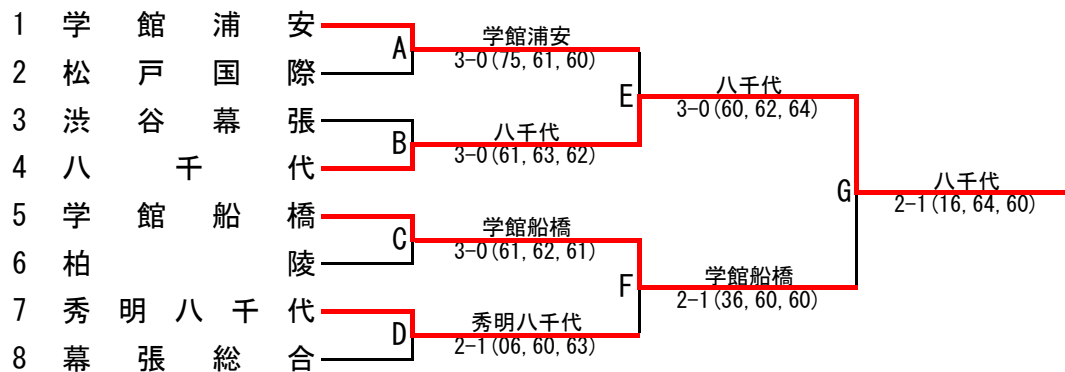 1 学館浦安
2 松戸国際
3 渋谷幕張
4 八千代
5 学館船橋
6 柏陵
7 秀明八千代
8 幕張総合
A
学館浦安
3-0(75,61,60)
B
八千代
3-0(61,63,62)
C
学館船橋
3-0(61,62,61)
D
秀明八千代
2-1(06,60,63)
E
八千代
3-0(60,62,64)
F
学館船橋
2-1(36,60,60)
G
八千代
2-1(16,64,60)